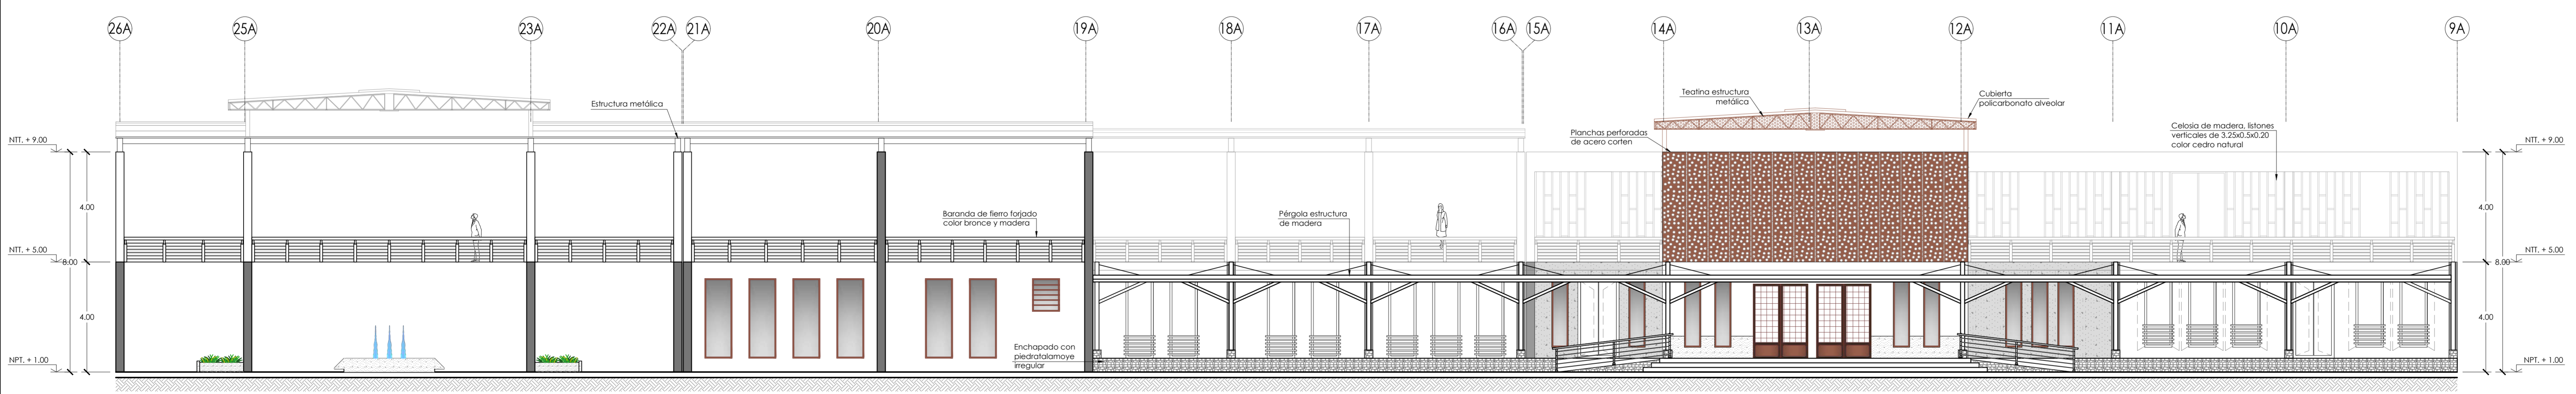 26A
25A
23A
22A
21A
20A
19A
18A
17A
16A
15A
14A
13A
12A
11A
10A
9A
Estructura metálica
Teatina estructura
metálica
Cubierta
policarbonato alveolar
Planchas perforadas
de acero corten
Celosia de madera, listones
verticales de 3.25x0.5x0.20
color cedro natural
NTT. + 9.00
NTT. + 9.00
4.00
4.00
Baranda de fierro forjado
color bronce y madera
Pérgola estructura
de madera
NTT. + 5.00
8.00
NTT. + 5.00
8.00
4.00
4.00
Enchapado con
piedratalamoye
irregular
NPT. + 1.00
NPT. + 1.00